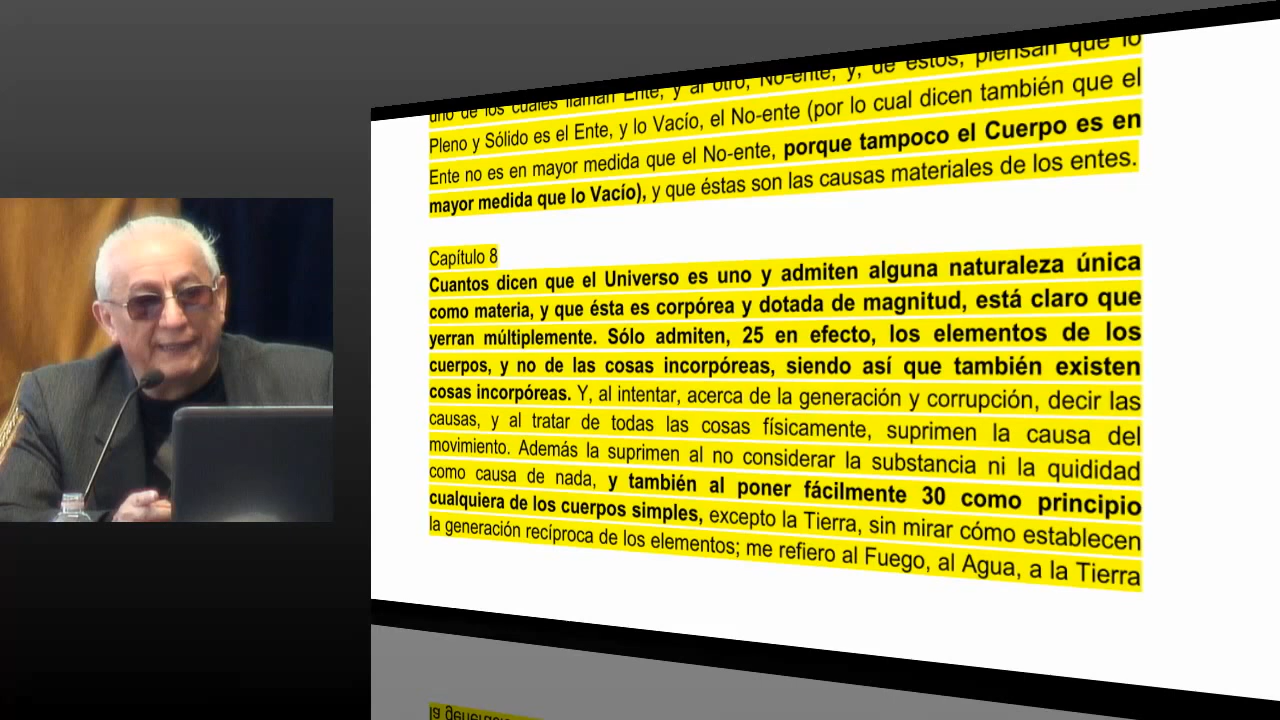 uno de los cuales llaman Ente, y al otro, No-ente, y, de éstos, piensan que lo
Pleno y Sólido es el Ente, y lo Vacío, el No-ente (por lo cual dicen también que el
Ente no es en mayor medida que el No-ente, porque tampoco el Cuerpo es en
mayor medida que lo Vacío), y que éstas son las causas materiales de los entes.
Capítulo 8
Cuantos dicen que el Universo es uno y admiten alguna naturaleza única
como materia, y que ésta es corpórea y dotada de magnitud, está claro que
yerran múltiplemente. Sólo admiten, 25 en efecto, los elementos de los
cuerpos, y no de las cosas incorpóreas, siendo así que también existen
cosas incorpóreas. Y, al intentar, acerca de la generación y corrupción, decir las
causas, y al tratar de todas las cosas físicamente, suprimen la causa del
movimiento. Además la suprimen al no considerar la substancia ni la quididad
como causa de nada, y también al poner fácilmente 30 como principio
cualquiera de los cuerpos simples, excepto la Tierra, sin mirar cómo establecen
la generación recíproca de los elementos; me refiero al Fuego, al Agua, a la Tierra